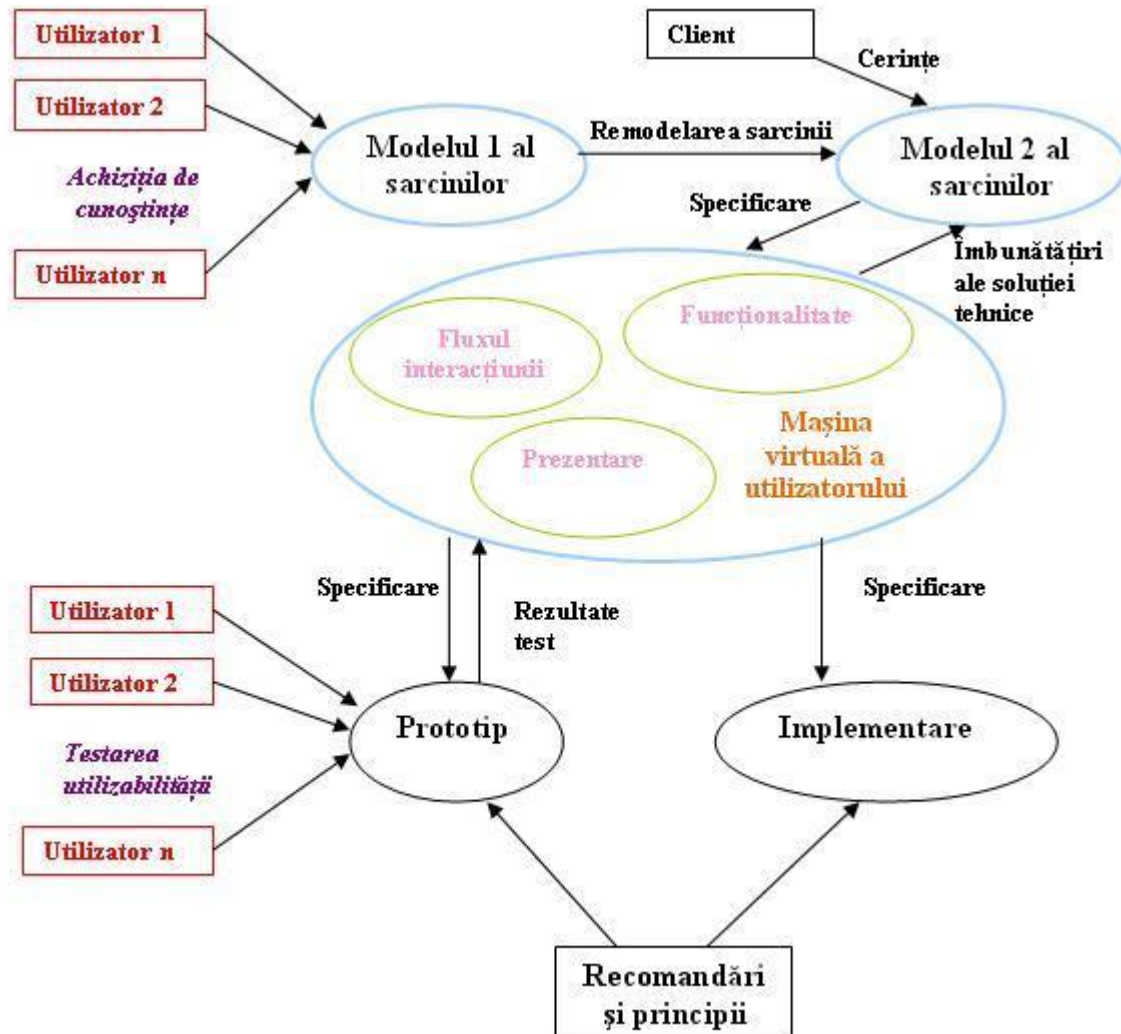 Utilizator 1
Client
Cerințe
Utilizator 2
Remodelarea sarcinii
Modelul 1 al
sarcinilor
Modelul 2 al
sarcinilor
Achiziția de
cunoştințe
Specificare
Utilizator n
Îmbunătățiri
ale soluției
tehnice
Funcționalitate
Fluxul
interacțiunii
Mașina
virtuală a
utilizatorului
Prezentare
Specificare
Rezultate
test
Specificare
Utilizator 1
Utilizator 2
Prototip
Implementare
Testarea
utilizabilității
Utilizator n
Recomandări
și principii